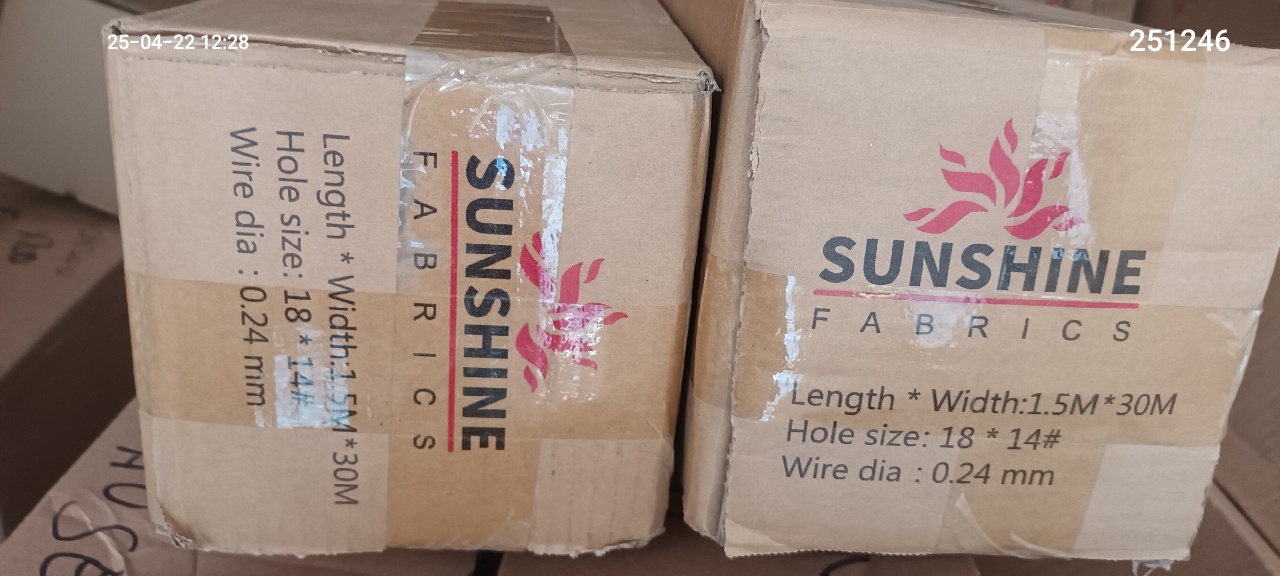 25-04-22 12:28
251246
SUNSHINE
FABRICS
Length * Width:1.5M*30M
Hole size: 18 * 14#
Wire dia : 0.24 mm
SUNSHINE
FABRICS
Length * Width:1.5M*30M
Hole size: 18 * 14#
Wire dia : 0.24 mm